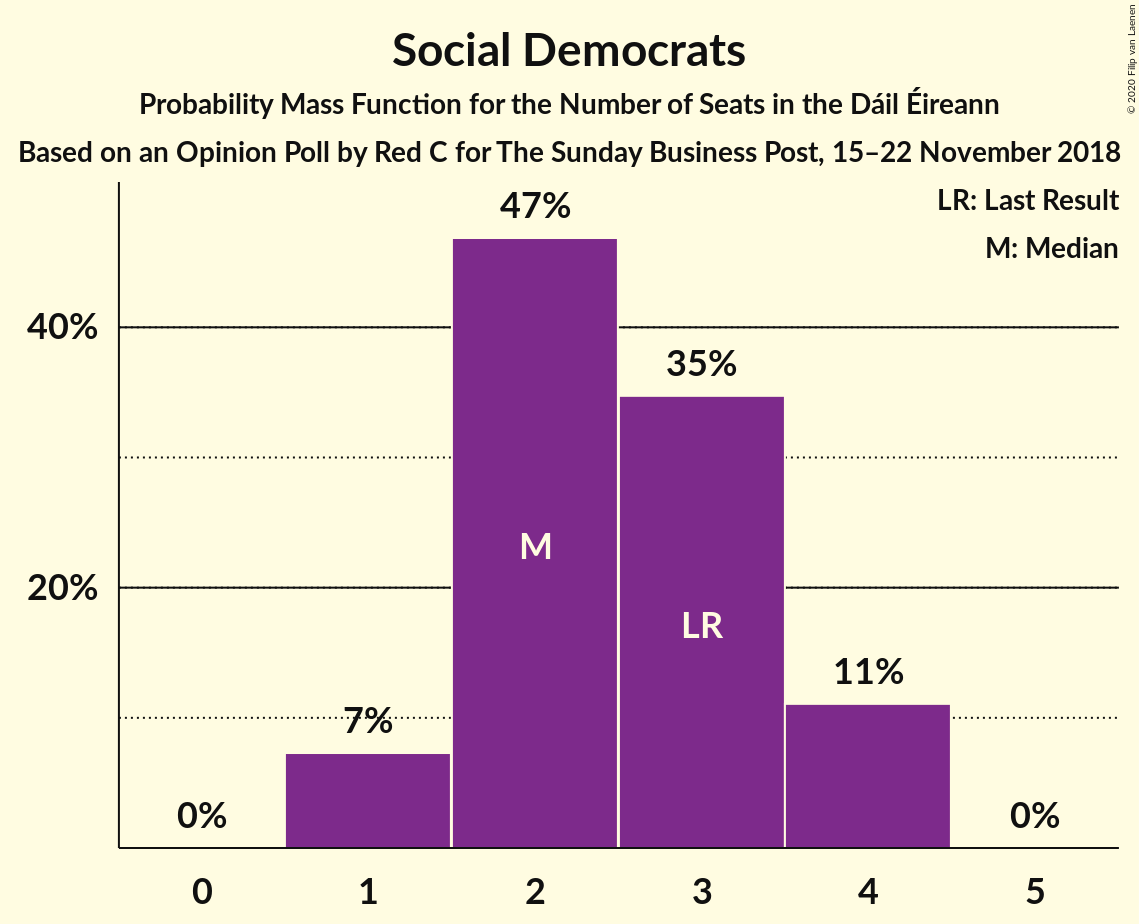 Social Democrats
Probability Mass Function for the Number of Seats in the Dáil Éireann
Based on an Opinion Poll by Red C for The Sunday Business Post, 15–22 November 2018
© 2020 Filip van Laenen
LR: Last Result
M: Median
47%
40%
35%
M
20%
LR
11%
7%
0%
0%
0 1 2 3 4 5